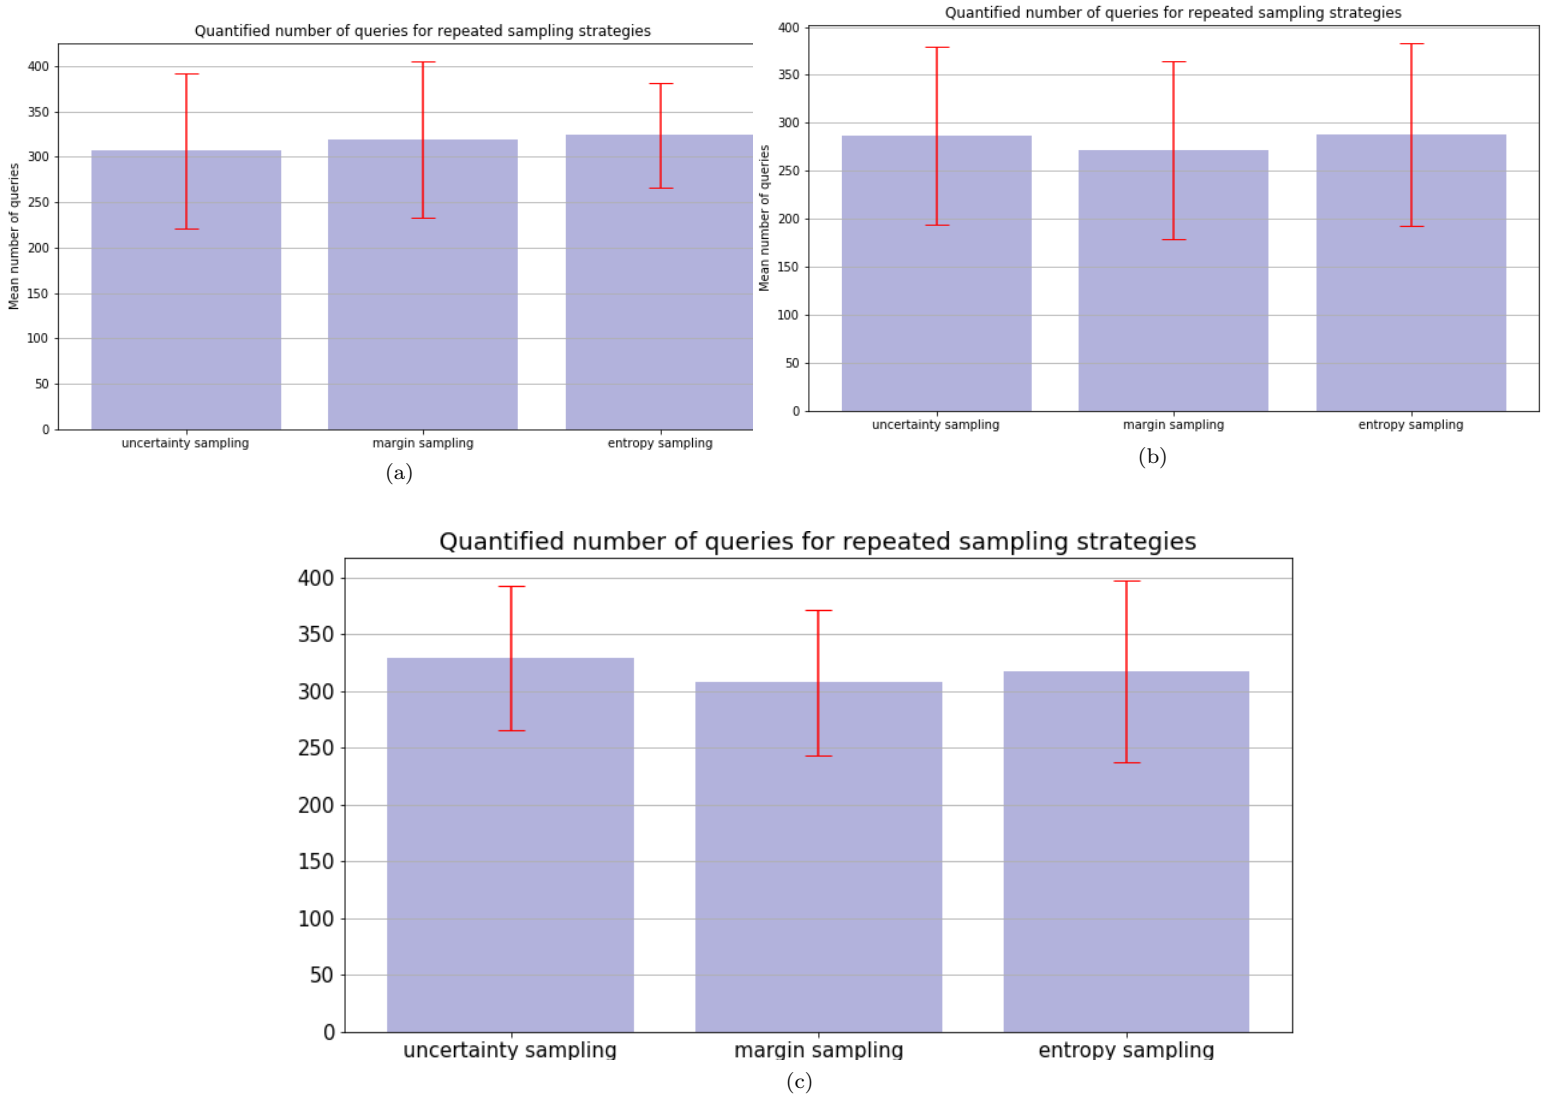 Quantified number of queries for repeated sampling strategies
Mean number of queries
400
350
300
250
200
150
100
50
0
uncertainty sampling margin sampling entropy sampling
(a)
Quantified number of queries for repeated sampling strategies
Mean number of queries
400
350
300
250
200
150
100
50
0
uncertainty sampling margin sampling entropy sampling
(b)
Quantified number of queries for repeated sampling strategies
400
350
300
250
200
150
100
50
0
uncertainty sampling margin sampling entropy sampling
(c)